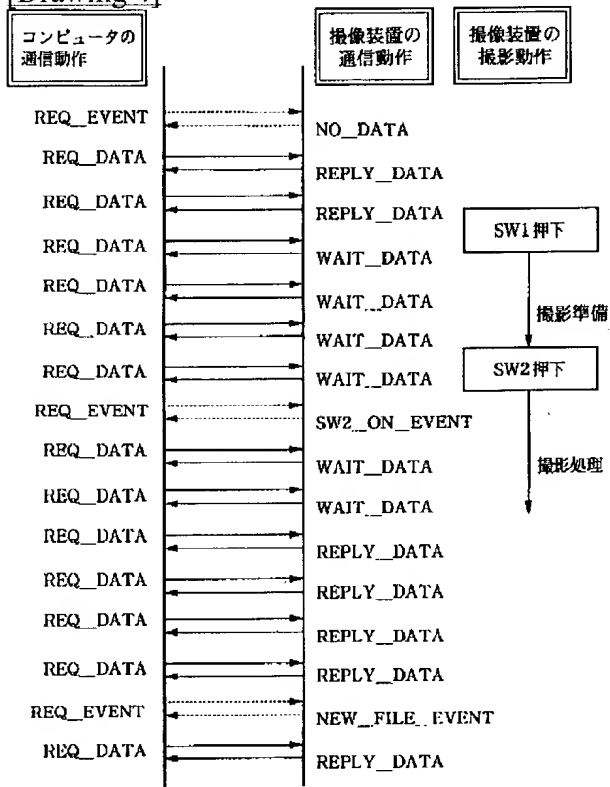 コンピュータの
通信動作
撮像装置の
通信動作
撮像装置の
撮影動作
REQ_EVENT
NO_DATA
REQ_DATA
REPLY_DATA
REQ_DATA
REPLY_DATA
SW1押下
REQ_DATA
WAIT_DATA
REQ_DATA
WAIT_DATA
撮影準備
REQ_DATA
WAIT_DATA
REQ_DATA
WAIT_DATA
SW2押下
REQ_EVENT
SW2_ON_EVENT
REQ_DATA
WAIT_DATA
撮影処理
REQ_DATA
WAIT_DATA
REQ_DATA
REPLY_DATA
REQ_DATA
REPLY_DATA
REQ_DATA
REPLY_DATA
REQ_DATA
REPLY_DATA
REQ_EVENT
NEW_FILE_EVENT
REQ_DATA
REPLY_DATA